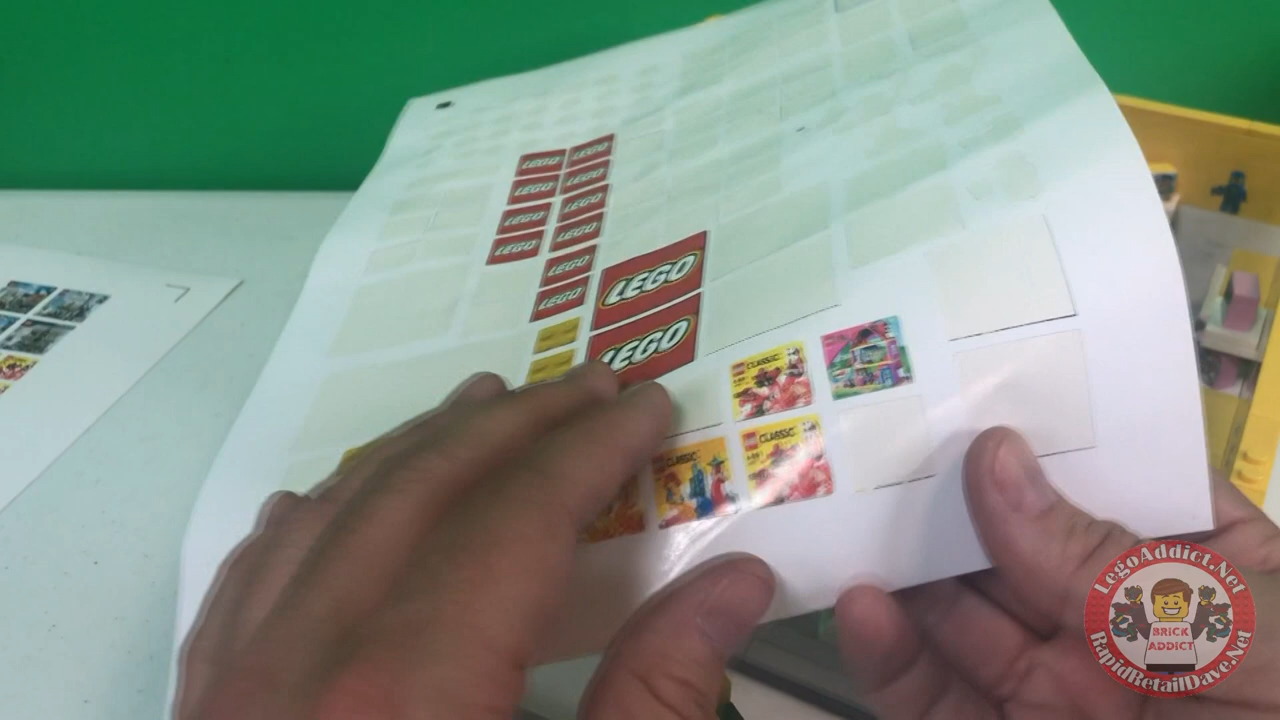 LEGO LEGO
LEGO LEGO
LEGO LEGO
LEGO LEGO
LEGO
LEGO
LEGO
LEGO
CLASSIC
CLASSIC
CLASSIC
LegoAddict.Net
BRICK
ADDICT
RapidRetailDave.Net